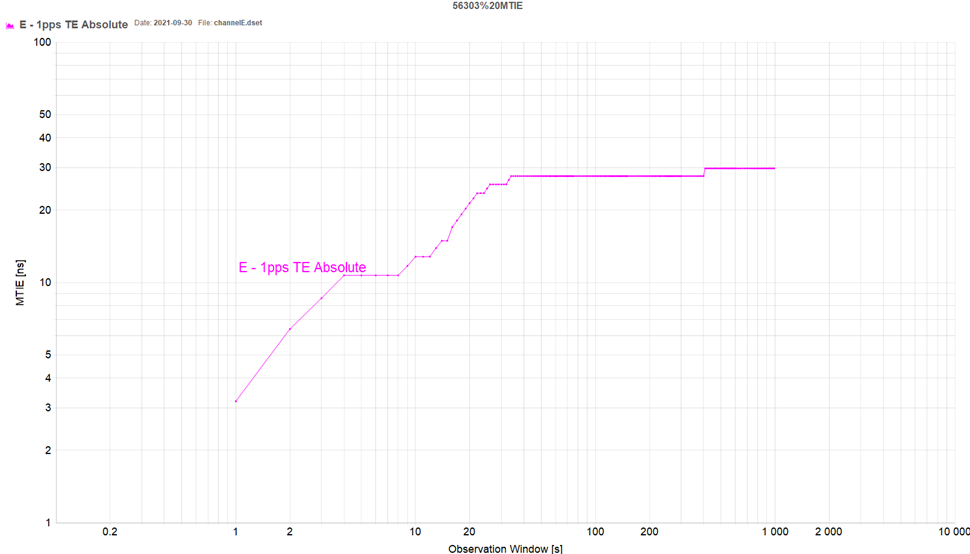 56303%20MTIE
E - 1pps TE Absolute Date: 2021-09-30 File: channelE.dset
100
50
40
30
20
E - 1pps TE Absolute
MTIE [ns]
10
5
4
3
2
1
0.2 1 2 10 20 100 200 1 000 2 000 10 000
Observation Window [s]